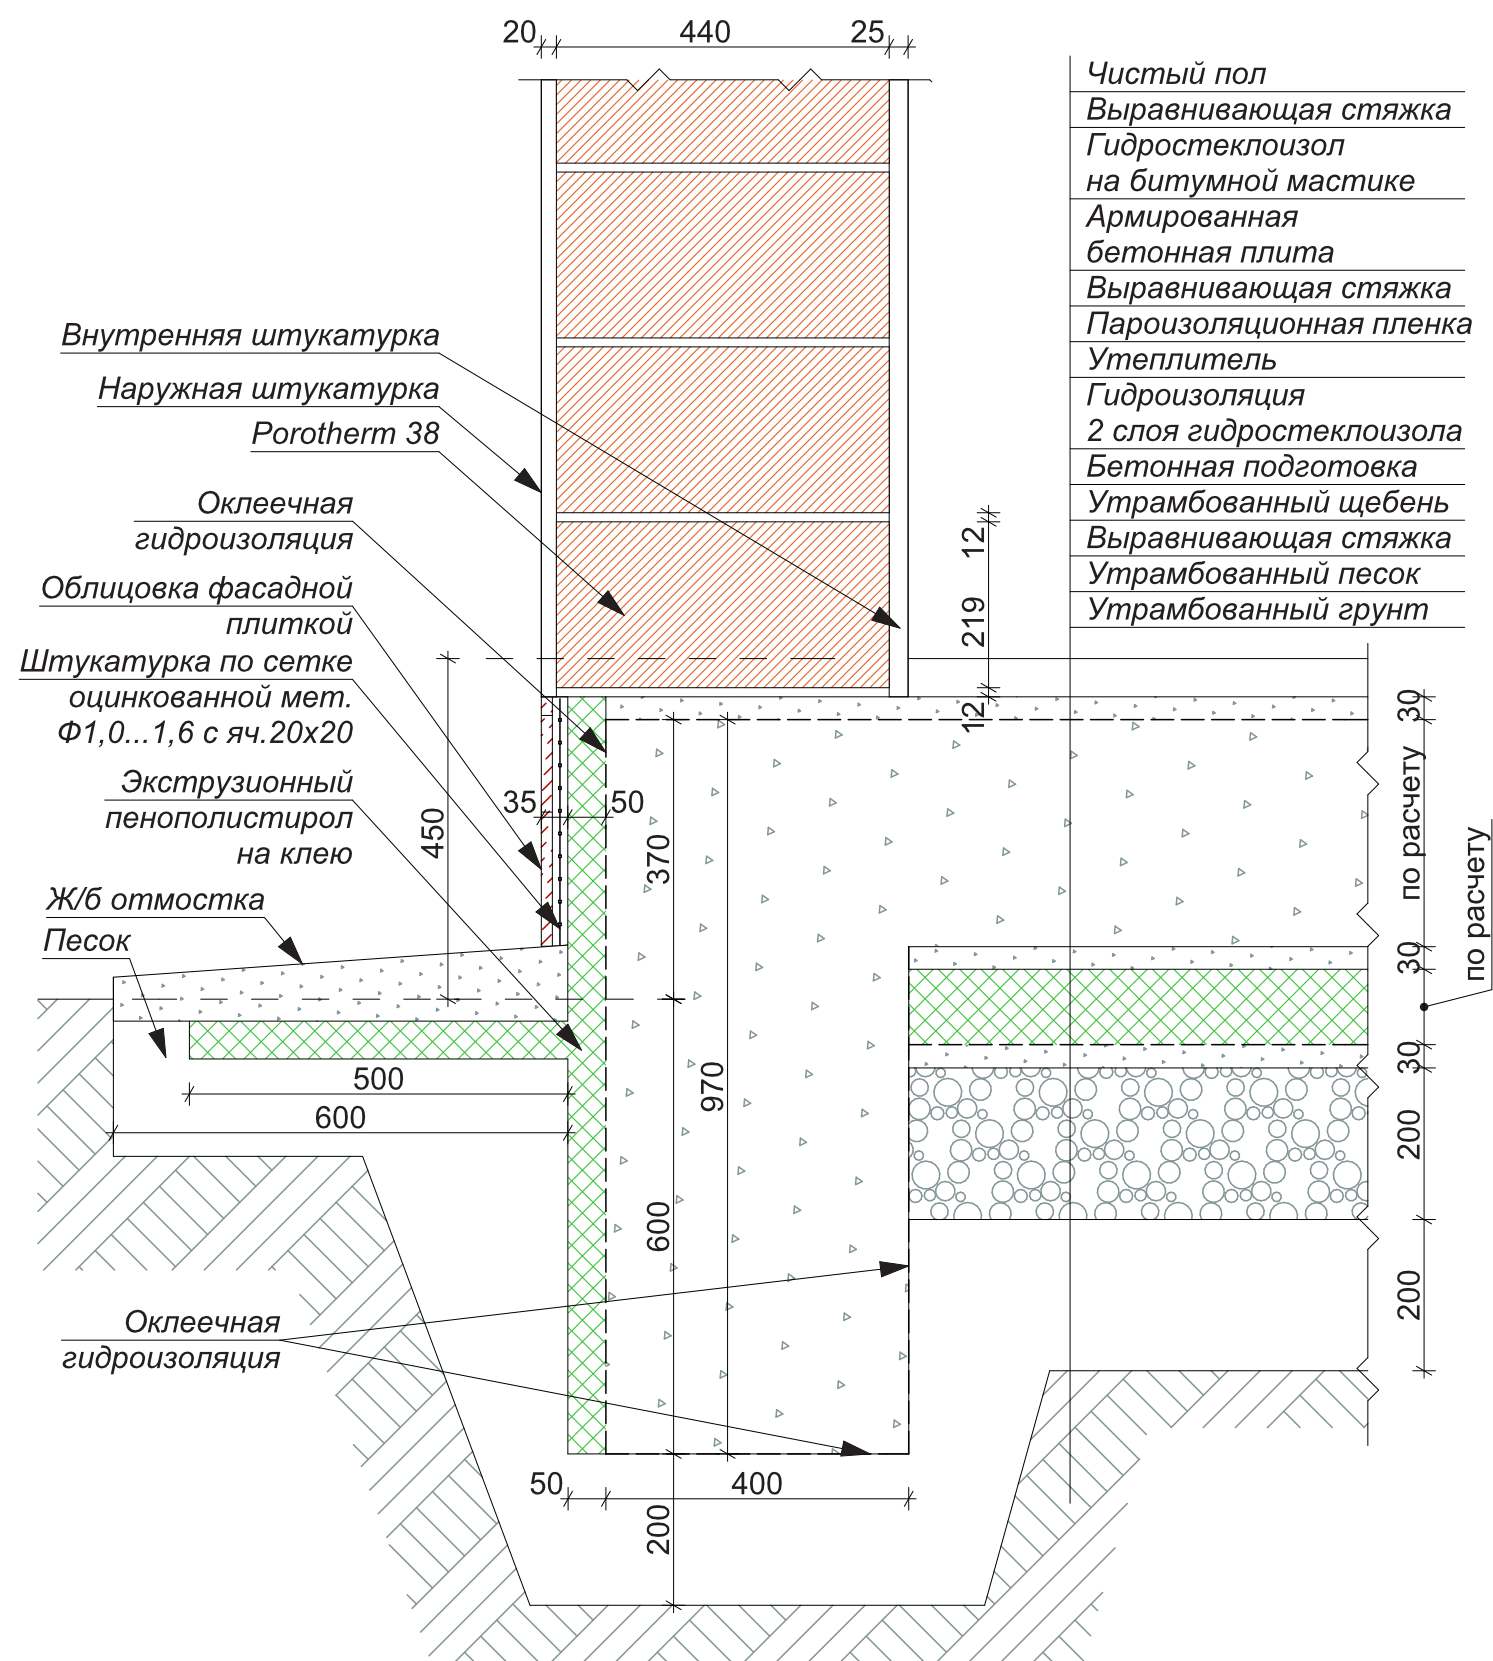 20
440
25
Чистый пол
Выравнивающая стяжка
Гидростеклоизол
на битумной мастике
Армированная
бетонная плита
Выравнивающая стяжка
Пароизоляционная пленка
Утеплитель
Гидроизоляция
2 слоя гидростеклоизола
Бетонная подготовка
Утрамбованный щебень
Выравнивающая стяжка
Утрамбованный песок
Утрамбованный грунт
Внутренняя штукатурка
Наружная штукатурка
Porotherm 38
Оклеечная
гидроизоляция
Облицовка фасадной
плиткой
Штукатурка по сетке
оцинкованной мет.
Ф1,0...1,6 с яч.20х20
Экструзионный
пенополистирол
на клею
Ж/б отмостка
Песок
12
219
12
450
35
50
370
970
600
500
600
30
по расчету
30
по расчету
30
200
200
Оклеечная
гидроизоляция
50
400
200